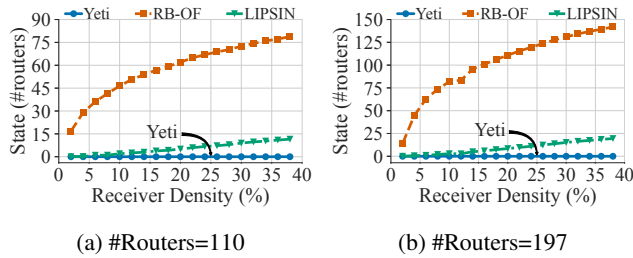 Yeti RB-OF LIPSIN
State (#routers)
90
75
60
45
30
15
0
Yeti
0 5 10 15 20 25 30 35 40
Receiver Density (%)
(a) #Routers=110
Yeti RB-OF LIPSIN
State (#routers)
150
125
100
75
50
25
0
Yeti
0 5 10 15 20 25 30 35 40
Receiver Density (%)
(b) #Routers=197